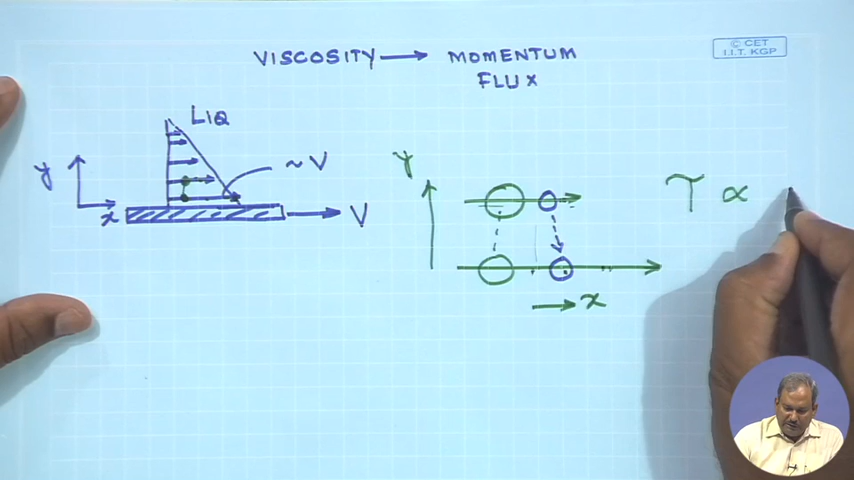 VISCOSITY → MOMENTUM
FLUX
© CET
I.I.T. KGP
LIQ
y
x
~ V
V
Y
x
τ ∝